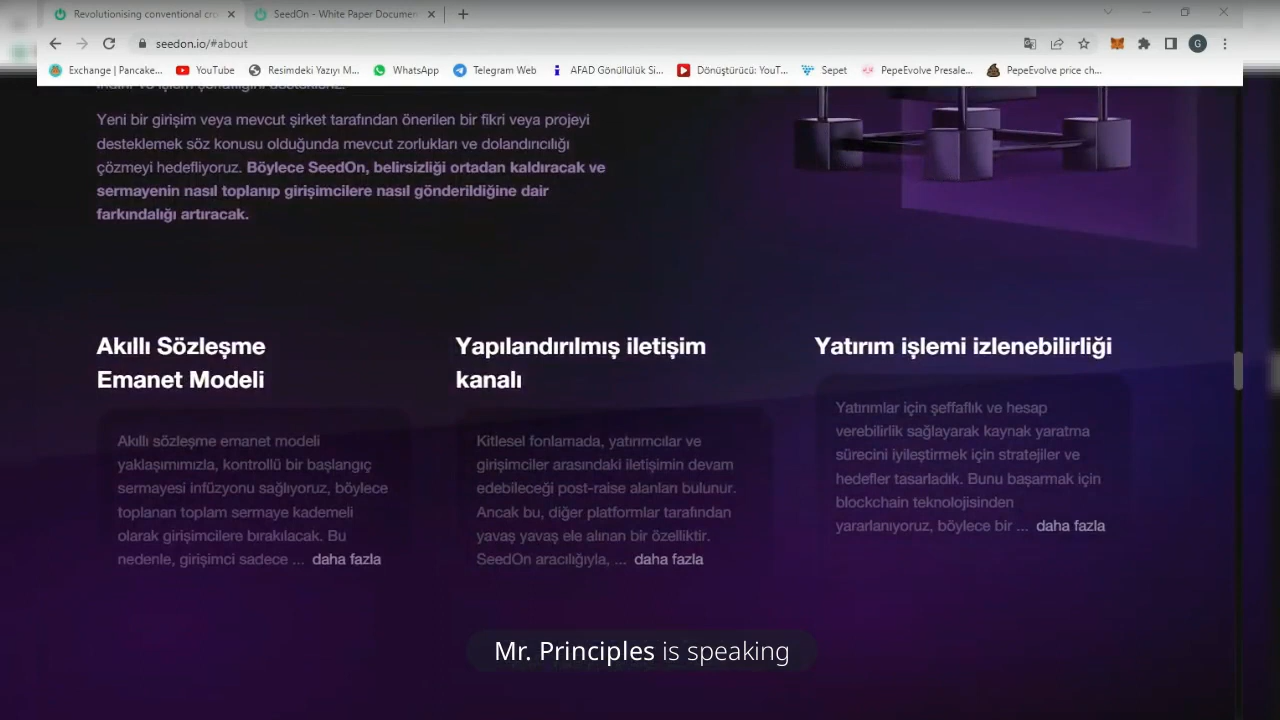 Revolutionising conventional cro
SeedOn - White Paper Documen
seedon.io/#about
G
Exchange | Pancake...
YouTube
Resimdeki Yazıyı M...
WhatsApp
Telegram Web
AFAD Gönüllülük Si...
Dönüştürücü: YouT...
Sepet
PepeEvolve Presale...
PepeEvolve price ch...
Yeni bir girişim veya mevcut şirket tarafından önerilen bir fikri veya projeyi
desteklemek söz konusu olduğunda mevcut zorlukları ve dolandırıcılığı
çözmeyi hedefliyoruz. Böylece SeedOn, belirsizliği ortadan kaldıracak ve
sermayenin nasıl toplanıp girişimcilere nasıl gönderildiğine dair
farkındalığı artıracak.
Akıllı Sözleşme
Emanet Modeli
Akıllı sözleşme emanet modeli
yaklaşımımızla, kontrollü bir başlangıç
sermayesi infüzyonu sağlıyoruz, böylece
toplanan toplam sermaye kademeli
olarak girişimcilere bırakılacak. Bu
nedenle, girişimci sadece ... daha fazla
Yapılandırılmış iletişim
kanalı
Kitlesel fonlamada, yatırımcılar ve
girişimciler arasındaki iletişimin devam
edebileceği post-raise alanları bulunur.
Ancak bu, diğer platformlar tarafından
yavaş yavaş ele alınan bir özelliktir.
SeedOn aracılığıyla, ... daha fazla
Yatırım işlemi izlenebilirliği
Yatırımlar için şeffaflık ve hesap
verebilirlik sağlayarak kaynak yaratma
sürecini iyileştirmek için stratejiler ve
hedefler tasarladık. Bunu başarmak için
blockchain teknolojisinden
yararlanıyoruz, böylece bir ... daha fazla
Mr. Principles is speaking